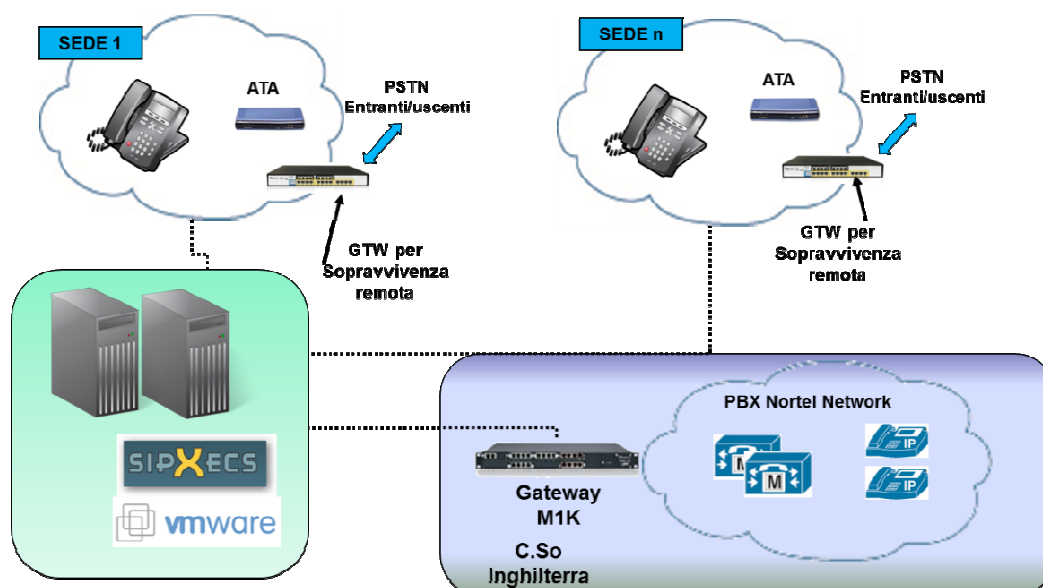 SEDE 1
ATA
PSTN
Entranti/uscenti
GTW per
Sopravvivenza
remota
SEDE n
ATA
PSTN
Entranti/uscenti
GTW per
Sopravvivenza
remota
SIPXECS
vmware
PBX Nortel Network
M
M
IP
IP
Gateway
M1K
C.So
Inghilterra